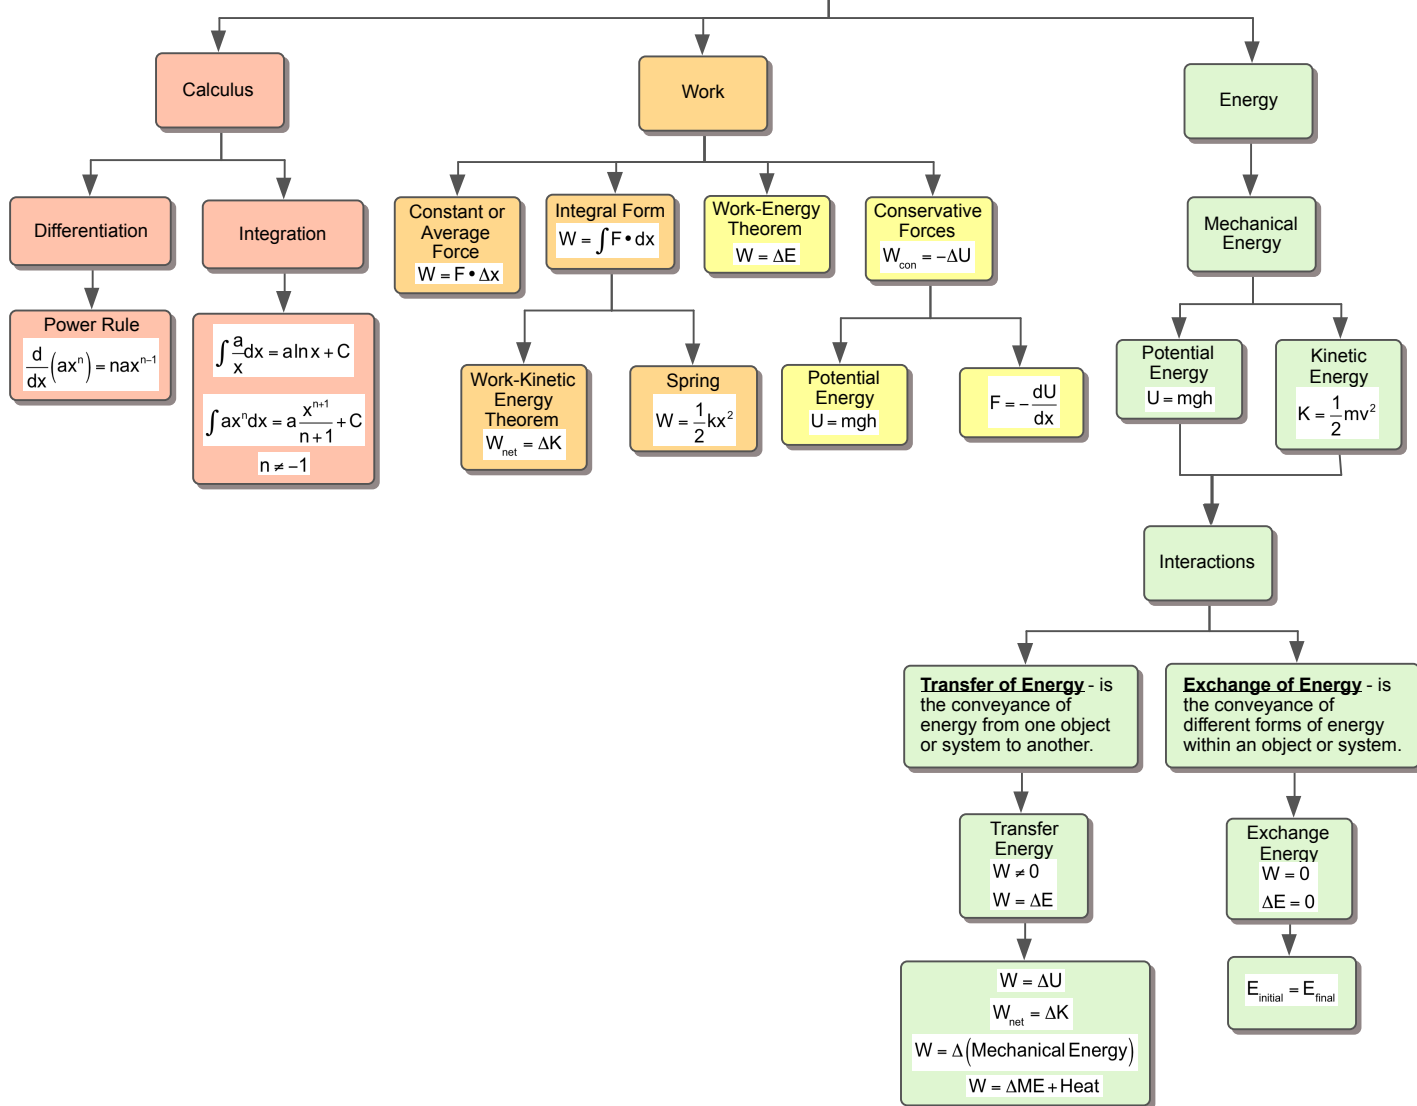 Calculus
Work
Energy
Differentiation
Integration
Constant or
Average
Force
W = F • Δx
Integral Form
W = ∫ F • dx
Work-Energy
Theorem
W = ΔE
Conservative
Forces
W_con = −ΔU
Mechanical
Energy
Power Rule
d/dx (ax^n) = nax^(n−1)
∫ a/x dx = a ln x + C
∫ ax^n dx = a x^(n+1)/(n+1) + C
n ≠ −1
Work-Kinetic
Energy
Theorem
W_net = ΔK
Spring
W = 1/2 kx²
Potential
Energy
U = mgh
F = − dU/dx
Potential
Energy
U = mgh
Kinetic
Energy
K = 1/2 mv²
Interactions
Transfer of Energy - is
the conveyance of
energy from one object
or system to another.
Exchange of Energy - is
the conveyance of
different forms of energy
within an object or system.
Transfer
Energy
W ≠ 0
W = ΔE
Exchange
Energy
W = 0
ΔE = 0
W = ΔU
W_net = ΔK
W = Δ(Mechanical Energy)
W = ΔME + Heat
E_initial = E_final